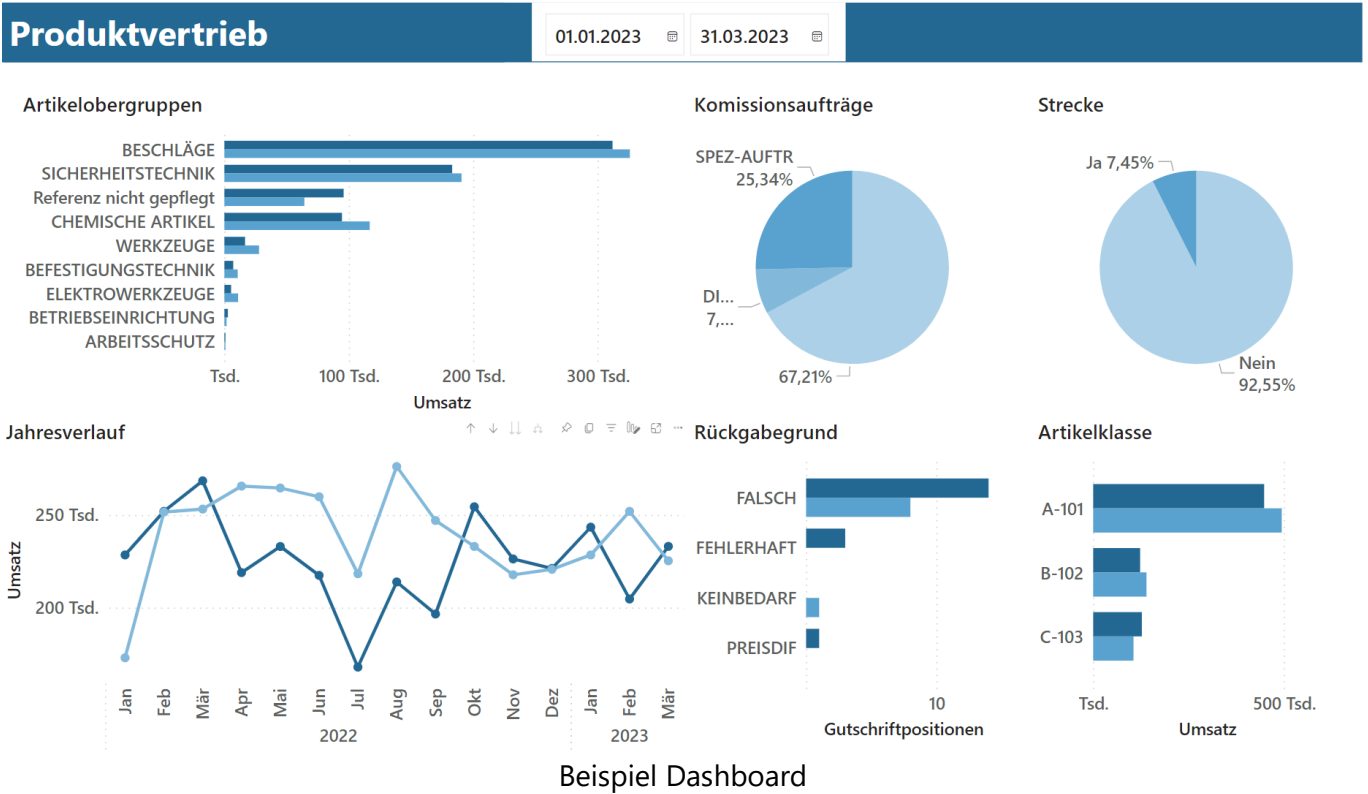 Produktvertrieb
01.01.2023
31.03.2023
Artikelobergruppen
BESCHLÄGE
SICHERHEITSTECHNIK
Referenz nicht gepflegt
CHEMISCHE ARTIKEL
WERKZEUGE
BEFESTIGUNGSTECHNIK
ELEKTROWERKZEUGE
BETRIEBSEINRICHTUNG
ARBEITSSCHUTZ
Tsd.
100 Tsd.
200 Tsd.
300 Tsd.
Umsatz
Komissionsaufträge
SPEZ-AUFTR
25,34%
DI...
7,...
67,21%
Strecke
Ja 7,45%
Nein
92,55%
Jahresverlauf
250 Tsd.
200 Tsd.
Umsatz
Jan
Feb
Mär
Apr
Mai
Jun
Jul
Aug
Sep
Okt
Nov
Dez
Jan
Feb
Mär
2022
2023
Rückgabegrund
FALSCH
FEHLERHAFT
KEINBEDARF
PREISDIF
10
Gutschriftpositionen
Artikelklasse
A-101
B-102
C-103
Tsd.
500 Tsd.
Umsatz
Beispiel Dashboard